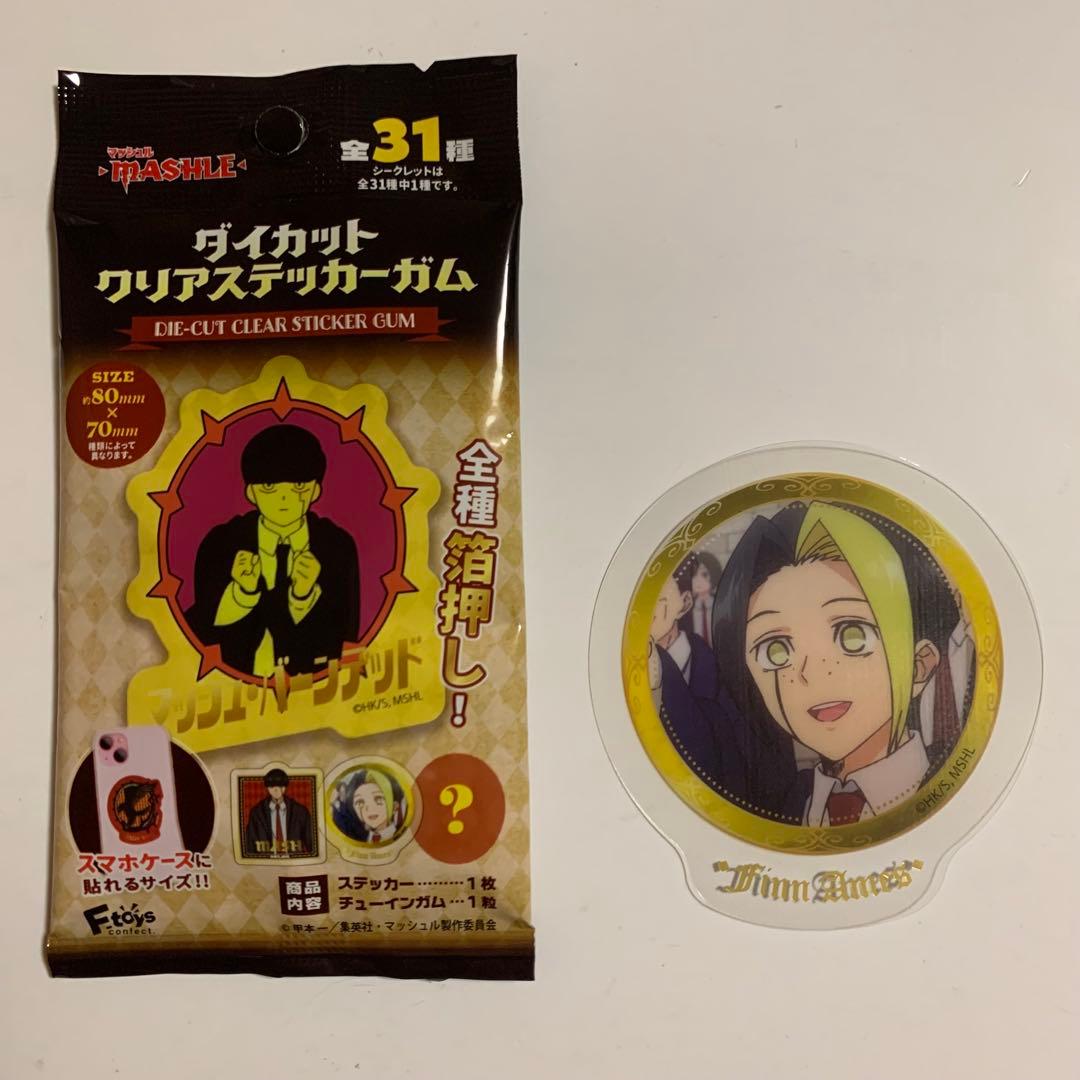 マッシュル
MASHLE
全31種
シークレットは
全31種中1種です。
ダイカット
クリアステッカーガム
DIE-CUT CLEAR STICKER GUM
SIZE
約80mm
×
70mm
種類によって
異なります。
全種箔押し!
マッシュ・バーンデッド
©HK/S, MSHL
MASH
?
スマホケースに
貼れるサイズ!!
商品
内容
ステッカー………1枚
チューインガム…1粒
F-toys
confect.
©甲本一/集英社・マッシュル製作委員会
©HK/S, MSHL
"Finn Ames"